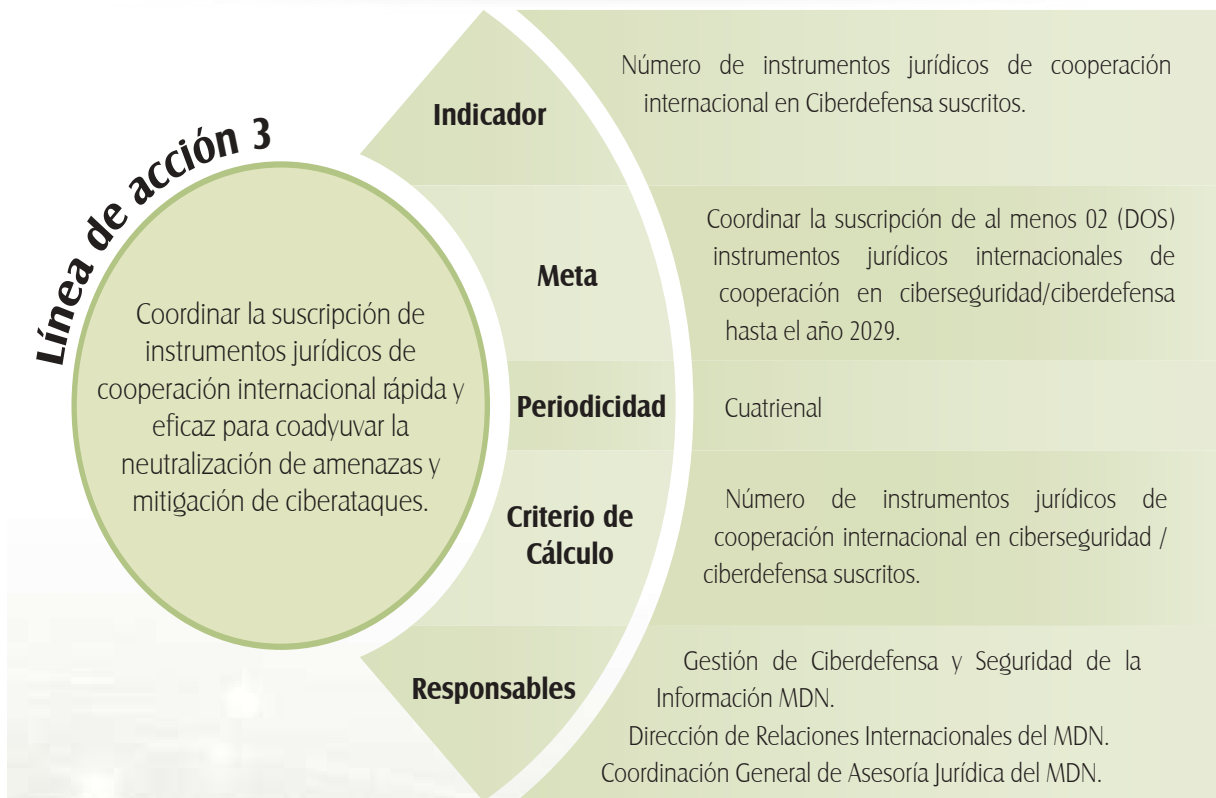 Línea de acción 3
Coordinar la suscripción de
instrumentos jurídicos de
cooperación internacional rápida y
eficaz para coadyuvar la
neutralización de amenazas y
mitigación de ciberataques.
Indicador
Número de instrumentos jurídicos de cooperación
internacional en Ciberdefensa suscritos.
Meta
Coordinar la suscripción de al menos 02 (DOS)
instrumentos jurídicos internacionales de
cooperación en ciberseguridad/ciberdefensa
hasta el año 2029.
Periodicidad
Cuatrienal
Criterio de
Cálculo
Número de instrumentos jurídicos de
cooperación internacional en ciberseguridad /
ciberdefensa suscritos.
Responsables
Gestión de Ciberdefensa y Seguridad de la
Información MDN.
Dirección de Relaciones Internacionales del MDN.
Coordinación General de Asesoría Jurídica del MDN.